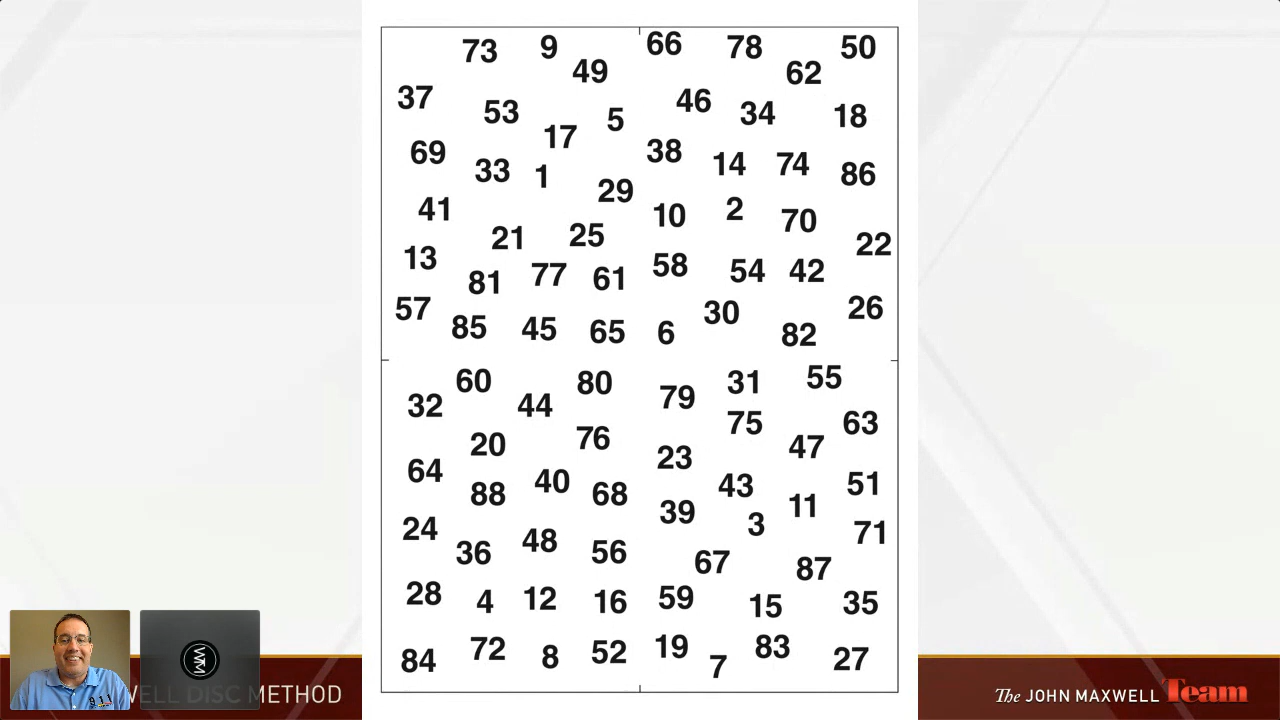 73 9 49 66 78 62 50
37 53 17 5 46 34 18
69 33 1 29 38 14 74 86
41 21 25 10 2 70 22
13 81 77 61 58 54 42
57 85 45 65 6 30 82 26
32 60 44 80 79 31 55
20 76 75 47 63
64 88 40 68 23 43 11 51
24 36 48 56 39 3 71
67 87
28 4 12 16 59 15 35
84 72 8 52 19 7 83 27
WM
911
WELL DISC METHOD
The JOHN MAXWELL Team